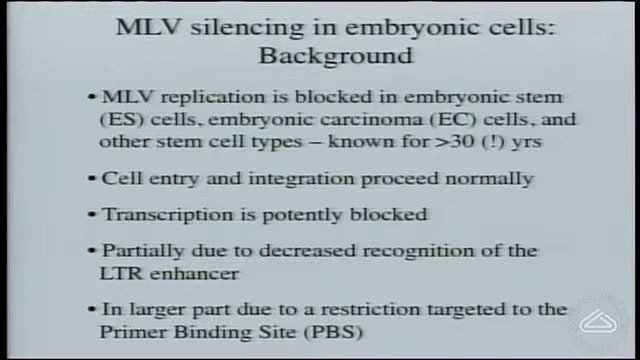 MLV silencing in embryonic cells:
Background
• MLV replication is blocked in embryonic stem
(ES) cells, embryonic carcinoma (EC) cells, and
other stem cell types – known for >30 (!) yrs
• Cell entry and integration proceed normally
• Transcription is potently blocked
• Partially due to decreased recognition of the
LTR enhancer
• In larger part due to a restriction targeted to the
Primer Binding Site (PBS)